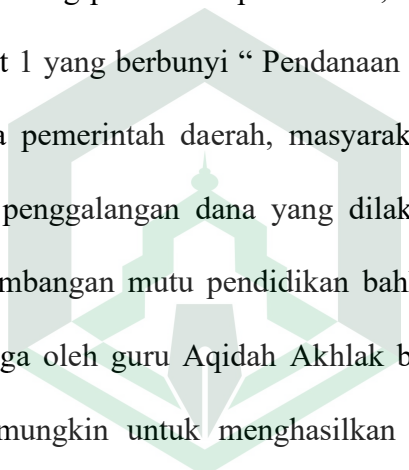 t 1 yang berbunyi “ Pendanaan
a pemerintah daerah, masyarak
penggalangan dana yang dilak
mbangan mutu pendidikan bah
ga oleh guru Aqidah Akhlak b
mungkin untuk menghasilkan